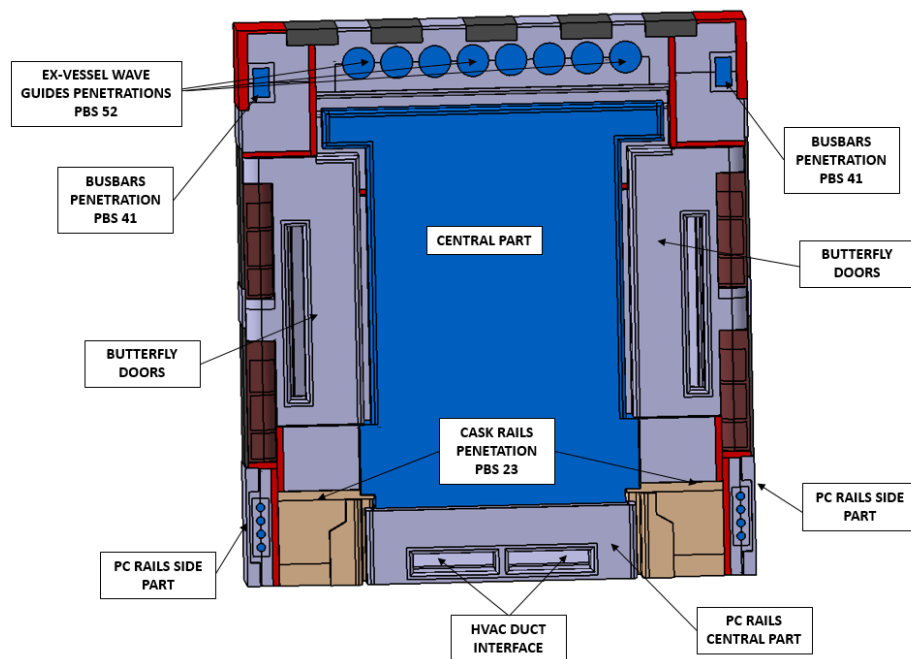 EX-VESSEL WAVE
GUIDES PENETRATIONS
PBS 52
BUSBARS
PENETRATION
PBS 41
BUSBARS
PENETRATION
PBS 41
CENTRAL PART
BUTTERFLY
DOORS
BUTTERFLY
DOORS
CASK RAILS
PENETATION
PBS 23
PC RAILS SIDE
PART
PC RAILS SIDE
PART
HVAC DUCT
INTERFACE
PC RAILS
CENTRAL PART